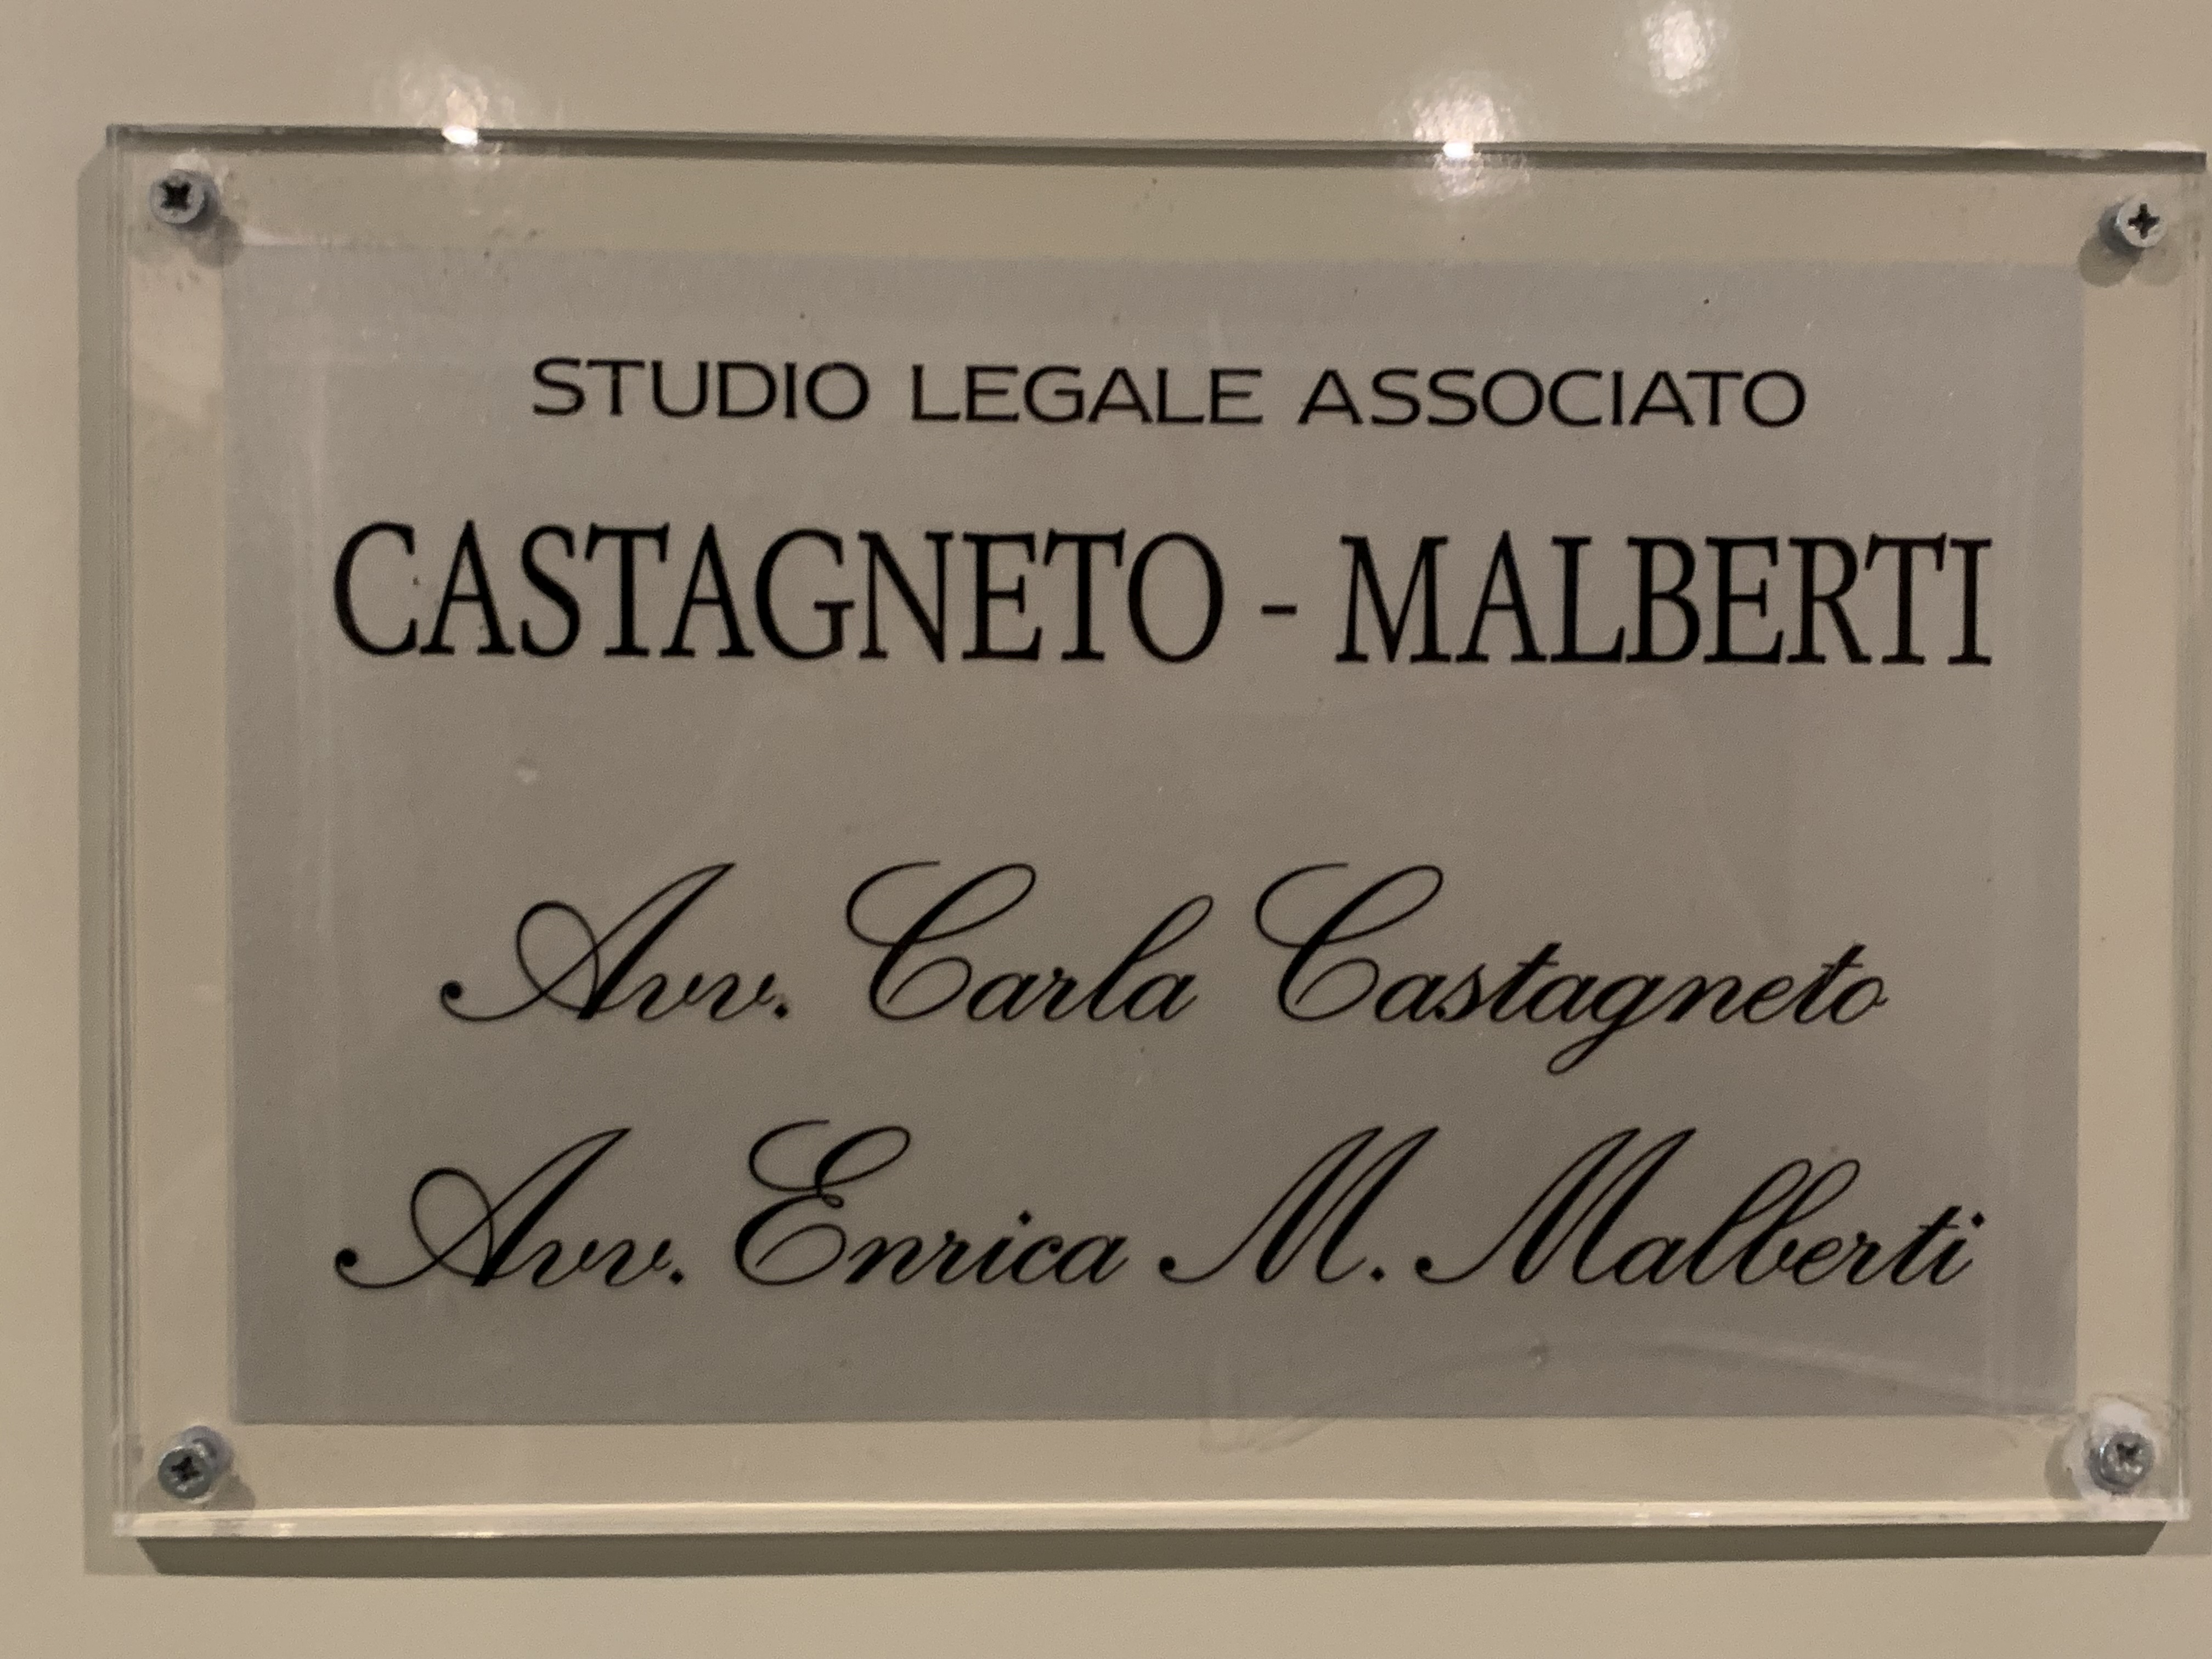 STUDIO LEGALE ASSOCIATO
CASTAGNETO - MALBERTI
Avv. Carla Castagneto
Avv. Enrica M. Malberti